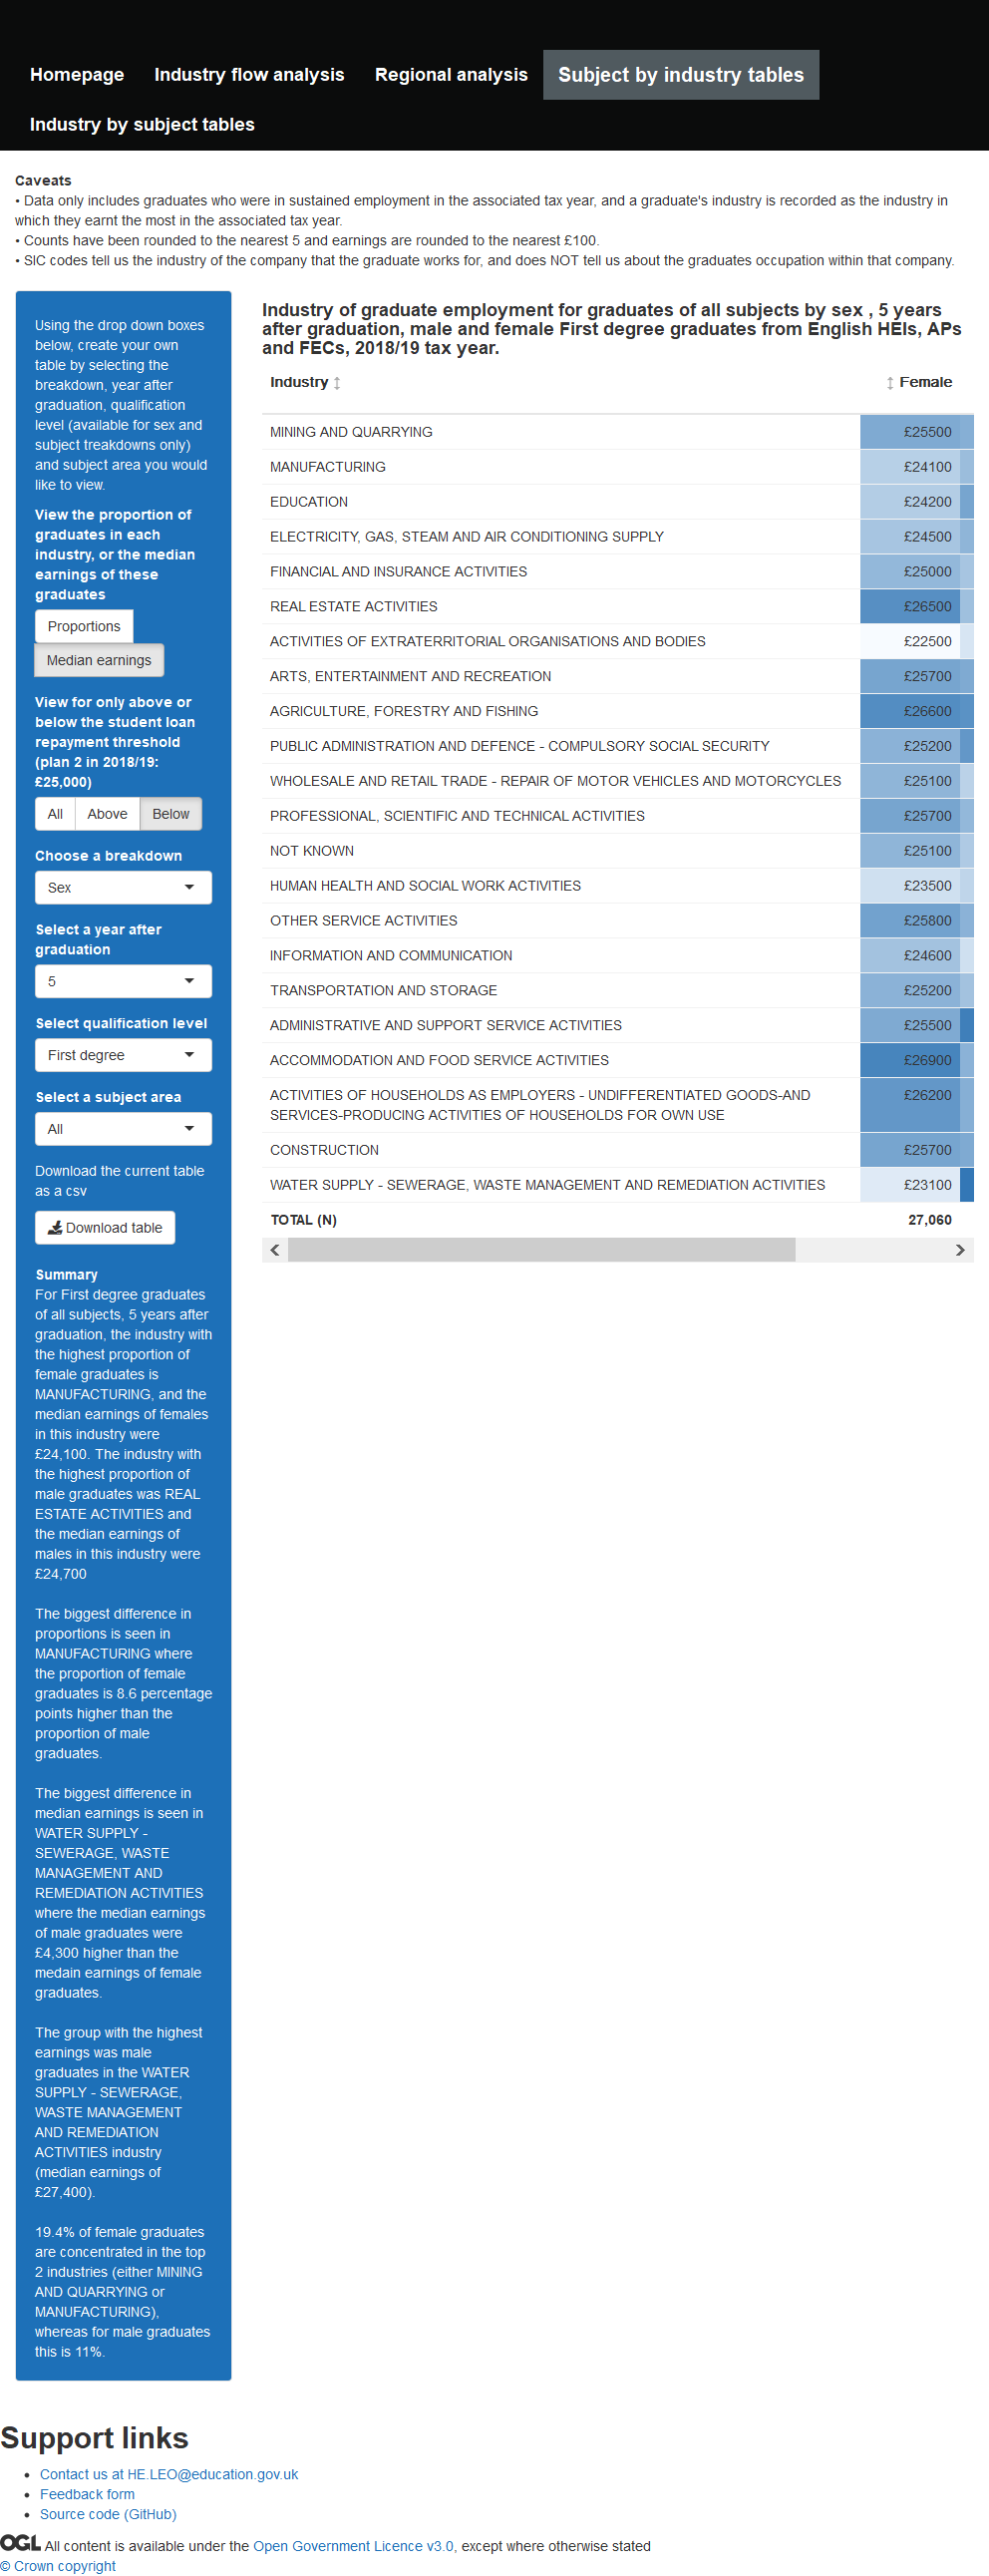 Homepage Industry flow analysis Regional analysis Subject by industry tables
Industry by subject tables
Caveats
• Data only includes graduates who were in sustained employment in the associated tax year, and a graduate's industry is recorded as the industry in
which they earnt the most in the associated tax year.
• Counts have been rounded to the nearest 5 and earnings are rounded to the nearest £100.
• SIC codes tell us the industry of the company that the graduate works for, and does NOT tell us about the graduates occupation within that company.
Using the drop down boxes
below, create your own
table by selecting the
breakdown, year after
graduation, qualification
level (available for sex and
subject treakdowns only)
and subject area you would
like to view.
View the proportion of
graduates in each
industry, or the median
earnings of these
graduates
Proportions
Median earnings
View for only above or
below the student loan
repayment threshold
(plan 2 in 2018/19:
£25,000)
All Above Below
Choose a breakdown
Sex
Select a year after
graduation
5
Select qualification level
First degree
Select a subject area
All
Download the current table
as a csv
Download table
Summary
For First degree graduates
of all subjects, 5 years after
graduation, the industry with
the highest proportion of
female graduates is
MANUFACTURING, and the
median earnings of females
in this industry were
£24,100. The industry with
the highest proportion of
male graduates was REAL
ESTATE ACTIVITIES and
the median earnings of
males in this industry were
£24,700
The biggest difference in
proportions is seen in
MANUFACTURING where
the proportion of female
graduates is 8.6 percentage
points higher than the
proportion of male
graduates.
The biggest difference in
median earnings is seen in
WATER SUPPLY -
SEWERAGE, WASTE
MANAGEMENT AND
REMEDIATION ACTIVITIES
where the median earnings
of male graduates were
£4,300 higher than the
medain earnings of female
graduates.
The group with the highest
earnings was male
graduates in the WATER
SUPPLY - SEWERAGE,
WASTE MANAGEMENT
AND REMEDIATION
ACTIVITIES industry
(median earnings of
£27,400).
19.4% of female graduates
are concentrated in the top
2 industries (either MINING
AND QUARRYING or
MANUFACTURING),
whereas for male graduates
this is 11%.
Industry of graduate employment for graduates of all subjects by sex , 5 years
after graduation, male and female First degree graduates from English HEIs, APs
and FECs, 2018/19 tax year.
Industry Female
MINING AND QUARRYING £25500
MANUFACTURING £24100
EDUCATION £24200
ELECTRICITY, GAS, STEAM AND AIR CONDITIONING SUPPLY £24500
FINANCIAL AND INSURANCE ACTIVITIES £25000
REAL ESTATE ACTIVITIES £26500
ACTIVITIES OF EXTRATERRITORIAL ORGANISATIONS AND BODIES £22500
ARTS, ENTERTAINMENT AND RECREATION £25700
AGRICULTURE, FORESTRY AND FISHING £26600
PUBLIC ADMINISTRATION AND DEFENCE - COMPULSORY SOCIAL SECURITY £25200
WHOLESALE AND RETAIL TRADE - REPAIR OF MOTOR VEHICLES AND MOTORCYCLES £25100
PROFESSIONAL, SCIENTIFIC AND TECHNICAL ACTIVITIES £25700
NOT KNOWN £25100
HUMAN HEALTH AND SOCIAL WORK ACTIVITIES £23500
OTHER SERVICE ACTIVITIES £25800
INFORMATION AND COMMUNICATION £24600
TRANSPORTATION AND STORAGE £25200
ADMINISTRATIVE AND SUPPORT SERVICE ACTIVITIES £25500
ACCOMMODATION AND FOOD SERVICE ACTIVITIES £26900
ACTIVITIES OF HOUSEHOLDS AS EMPLOYERS - UNDIFFERENTIATED GOODS-AND £26200
SERVICES-PRODUCING ACTIVITIES OF HOUSEHOLDS FOR OWN USE
CONSTRUCTION £25700
WATER SUPPLY - SEWERAGE, WASTE MANAGEMENT AND REMEDIATION ACTIVITIES £23100
TOTAL (N) 27,060
Support links
• Contact us at HE.LEO@education.gov.uk
• Feedback form
• Source code (GitHub)
OGL All content is available under the Open Government Licence v3.0, except where otherwise stated
© Crown copyright